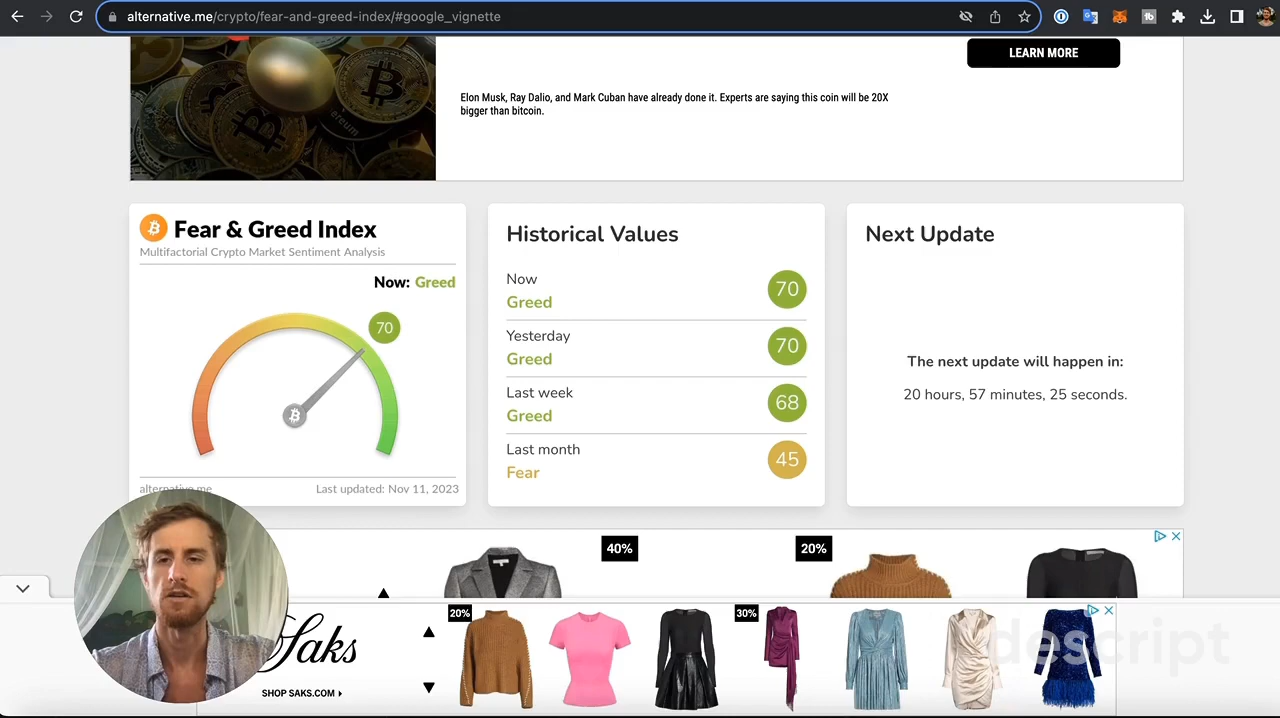 alternative.me/crypto/fear-and-greed-index/#google_vignette
LEARN MORE
Elon Musk, Ray Dalio, and Mark Cuban have already done it. Experts are saying this coin will be 20X
bigger than bitcoin.
Fear & Greed Index
Multifactorial Crypto Market Sentiment Analysis
Now: Greed
70
alternative.me
Last updated: Nov 11, 2023
Historical Values
Now
Greed
70
Yesterday
Greed
70
Last week
Greed
68
Last month
Fear
45
Next Update
The next update will happen in:
20 hours, 57 minutes, 25 seconds.
40%
20%
Saks
SHOP SAKS.COM
20%
30%
descript